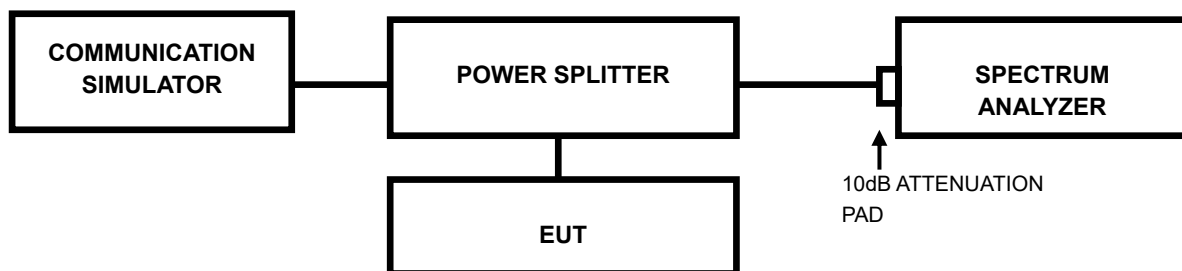 COMMUNICATION
SIMULATOR
POWER SPLITTER
SPECTRUM
ANALYZER
10dB ATTENUATION
PAD
EUT